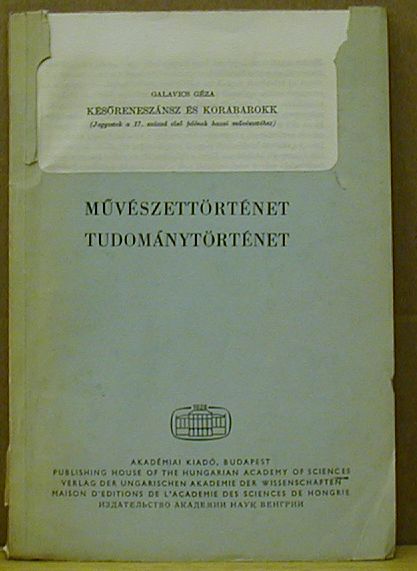 GALAVICS GÉZA
KÉSŐRENESZÁNSZ ÉS KORABAROKK
(Jegyzetek a 17. század első felének hazai művészetéhez)
MŰVÉSZETTÖRTÉNET
TUDOMÁNYTÖRTÉNET
1828
AKADÉMIAI KIADÓ, BUDAPEST
PUBLISHING HOUSE OF THE HUNGARIAN ACADEMY OF SCIENCES
VERLAG DER UNGARISCHEN AKADEMIE DER WISSENSCHAFTEN
MAISON D'EDITIONS DE L'ACADEMIE DES SCIENCES DE HONGRIE
ИЗДАТЕЛЬСТВО АКАДЕМИИ НАУК ВЕНГРИИ